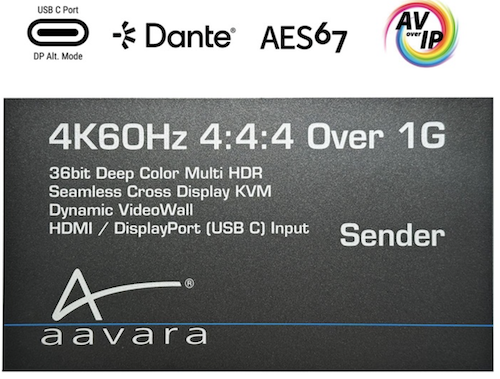 USB C Port
DP Alt. Mode
Dante®
AES67
AV
over
IP
4K60Hz 4:4:4 Over 1G
36bit Deep Color Multi HDR
Seamless Cross Display KVM
Dynamic VideoWall
HDMI / DisplayPort (USB C) Input
Sender
®
aavara